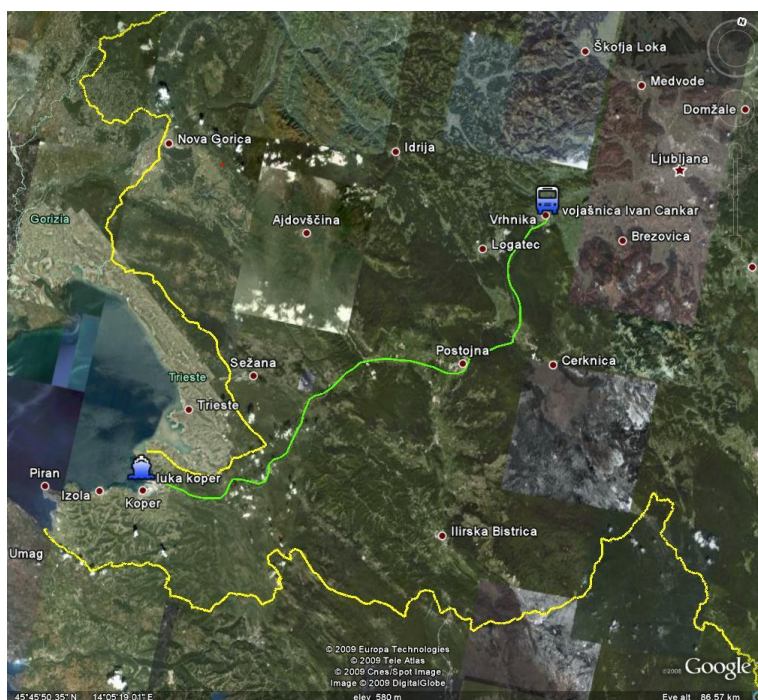 N
Škofja Loka
Medvode
Domžale
Nova Gorica
Idrija
Ljubljana
Gorizia
Ajdovščina
Vrhnika
vojašnica Ivan Cankar
Logatec
Brezovica
Postojna
Cerknica
Sežana
Trieste
Trieste
Piran
Izola
luka koper
Koper
Ilirska Bistrica
Umag
© 2009 Europa Technologies
© 2009 Tele Atlas
© 2009 Cnes/Spot Image
Image © 2009 DigitalGlobe
©2008 Google
45°45'50.35" N 14°05'19.01" E elev 580 m Eye alt 86.57 km